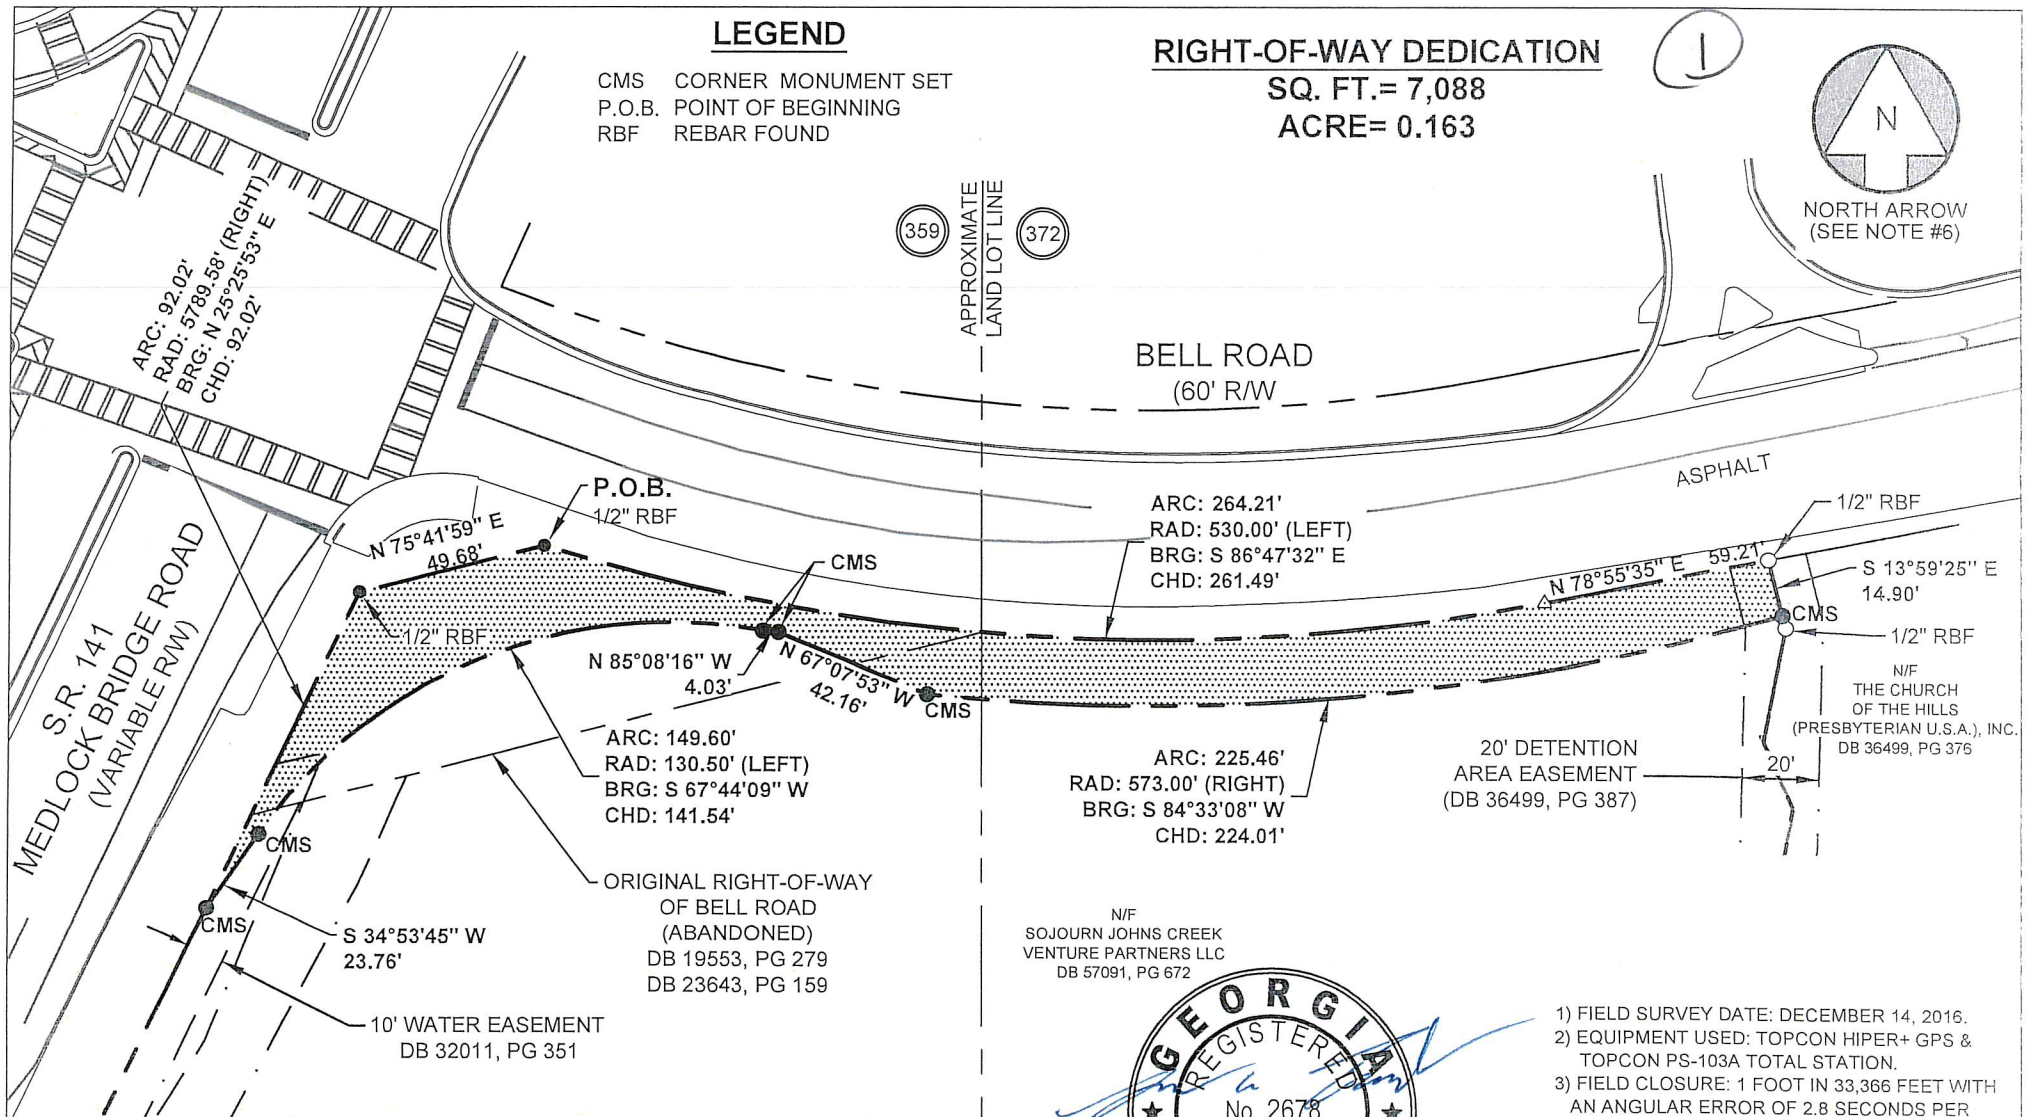 LEGEND
CMS CORNER MONUMENT SET
P.O.B. POINT OF BEGINNING
RBF REBAR FOUND
RIGHT-OF-WAY DEDICATION
SQ. FT.= 7,088
ACRE= 0.163
1
N
NORTH ARROW
(SEE NOTE #6)
359
APPROXIMATE
LAND LOT LINE
372
ARC: 92.02'
RAD: 5789.58' (RIGHT)
BRG: N 25°25'53" E
CHD: 92.02'
BELL ROAD
(60' R/W
ASPHALT
P.O.B.
1/2" RBF
N 75°41'59" E
49.68'
CMS
ARC: 264.21'
RAD: 530.00' (LEFT)
BRG: S 86°47'32" E
CHD: 261.49'
1/2" RBF
N 78°55'35" E 59.21'
S 13°59'25" E
14.90'
CMS
1/2" RBF
1/2" RBF
N 85°08'16" W
4.03'
N 67°07'53" W
42.16'
CMS
S.R. 141
MEDLOCK BRIDGE ROAD
(VARIABLE R/W)
N/F
THE CHURCH
OF THE HILLS
(PRESBYTERIAN U.S.A.), INC.
DB 36499, PG 376
ARC: 149.60'
RAD: 130.50' (LEFT)
BRG: S 67°44'09" W
CHD: 141.54'
ARC: 225.46'
RAD: 573.00' (RIGHT)
BRG: S 84°33'08" W
CHD: 224.01'
20' DETENTION
AREA EASEMENT
(DB 36499, PG 387)
20'
CMS
CMS
S 34°53'45" W
23.76'
ORIGINAL RIGHT-OF-WAY
OF BELL ROAD
(ABANDONED)
DB 19553, PG 279
DB 23643, PG 159
10' WATER EASEMENT
DB 32011, PG 351
N/F
SOJOURN JOHNS CREEK
VENTURE PARTNERS LLC
DB 57091, PG 672
GEORGIA
REGISTERED
No. 2678
1) FIELD SURVEY DATE: DECEMBER 14, 2016.
2) EQUIPMENT USED: TOPCON HIPER+ GPS &
TOPCON PS-103A TOTAL STATION.
3) FIELD CLOSURE: 1 FOOT IN 33,366 FEET WITH
AN ANGULAR ERROR OF 2.8 SECONDS PER